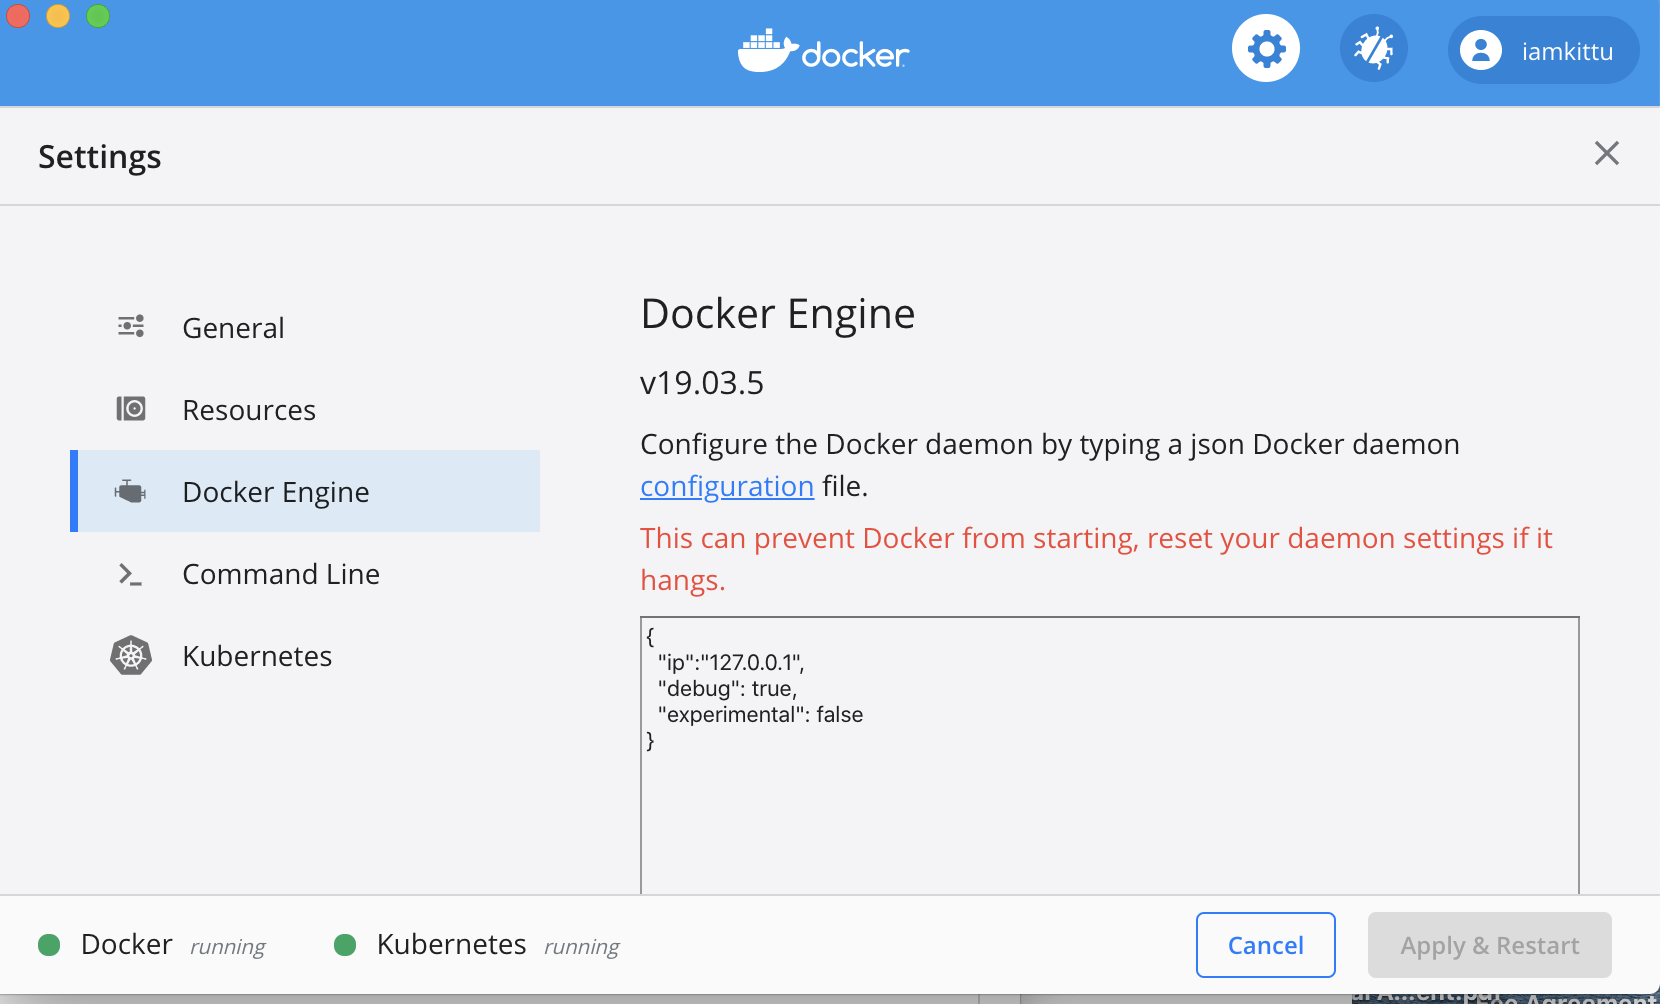 docker
iamkittu
Settings
General
Resources
Docker Engine
Command Line
Kubernetes
Docker Engine
v19.03.5
Configure the Docker daemon by typing a json Docker daemon
configuration file.
This can prevent Docker from starting, reset your daemon settings if it
hangs.
{
"ip":"127.0.0.1",
"debug": true,
"experimental": false
}
Docker running
Kubernetes running
Cancel
Apply & Restart
Agreement